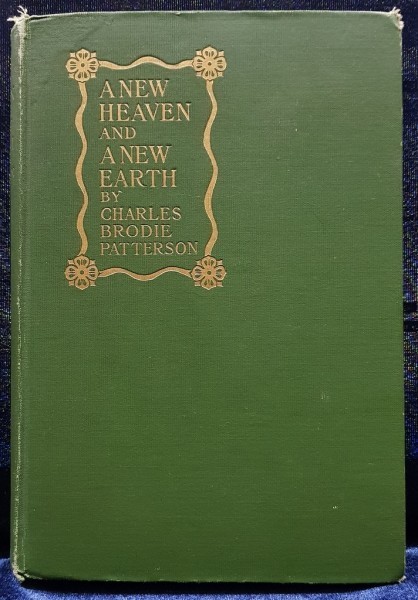 A NEW
HEAVEN
AND
A NEW
EARTH
BY
CHARLES
BRODIE
PATTERSON